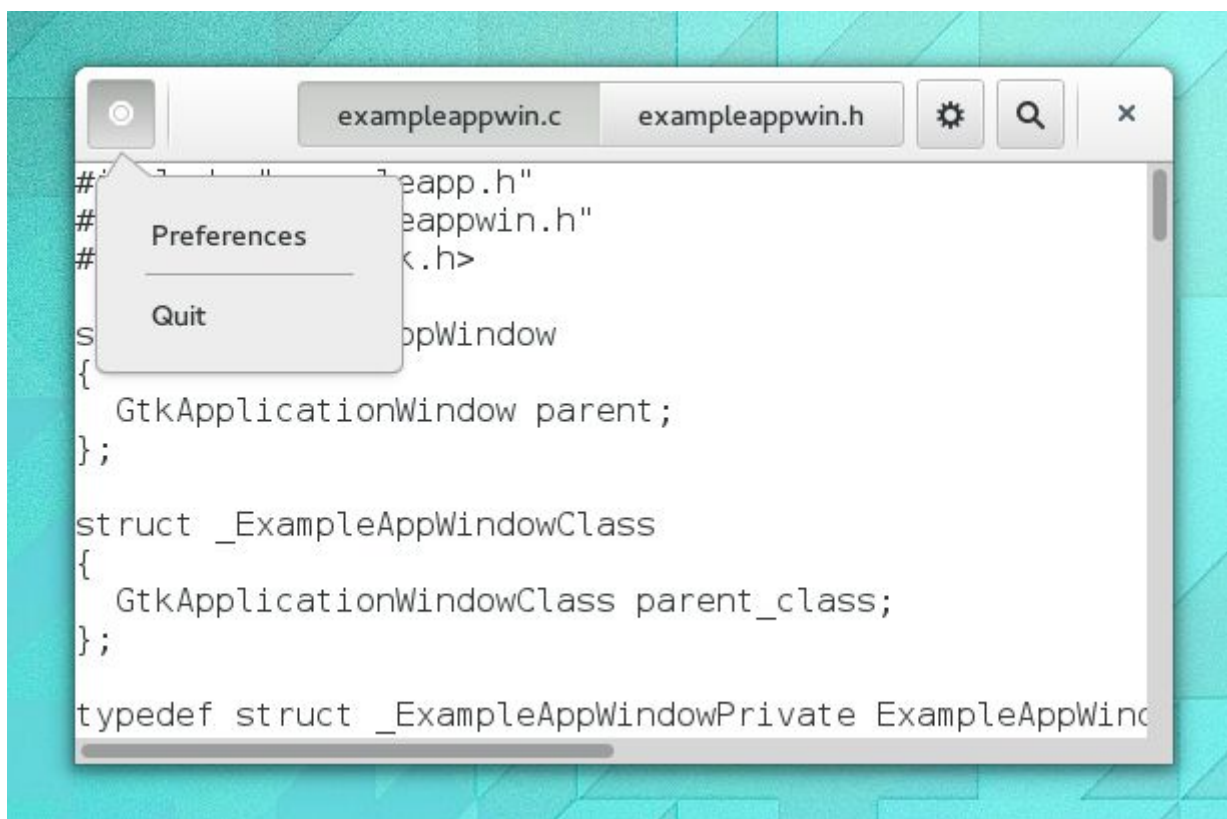 exampleappwin.c exampleappwin.h
Preferences
Quit
eapp.h"
#
eappwin.h"
#
.h>
s
ppWindow
{
GtkApplicationWindow parent;
};
struct _ExampleAppWindowClass
{
GtkApplicationWindowClass parent_class;
};
typedef struct _ExampleAppWindowPrivate ExampleAppWind